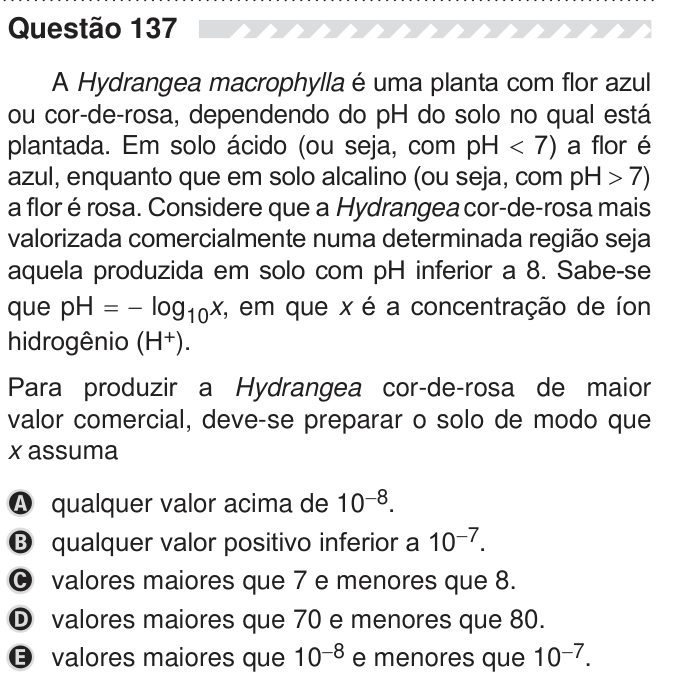 Questão 137
A Hydrangea macrophylla é uma planta com flor azul
ou cor-de-rosa, dependendo do pH do solo no qual está
plantada. Em solo ácido (ou seja, com pH < 7) a flor é
azul, enquanto que em solo alcalino (ou seja, com pH > 7)
a flor é rosa. Considere que a Hydrangea cor-de-rosa mais
valorizada comercialmente numa determinada região seja
aquela produzida em solo com pH inferior a 8. Sabe-se
que pH = – log₁₀x, em que x é a concentração de íon
hidrogênio (H⁺).
Para produzir a Hydrangea cor-de-rosa de maior
valor comercial, deve-se preparar o solo de modo que
x assuma
A qualquer valor acima de 10⁻⁸.
B qualquer valor positivo inferior a 10⁻⁷.
C valores maiores que 7 e menores que 8.
D valores maiores que 70 e menores que 80.
E valores maiores que 10⁻⁸ e menores que 10⁻⁷.